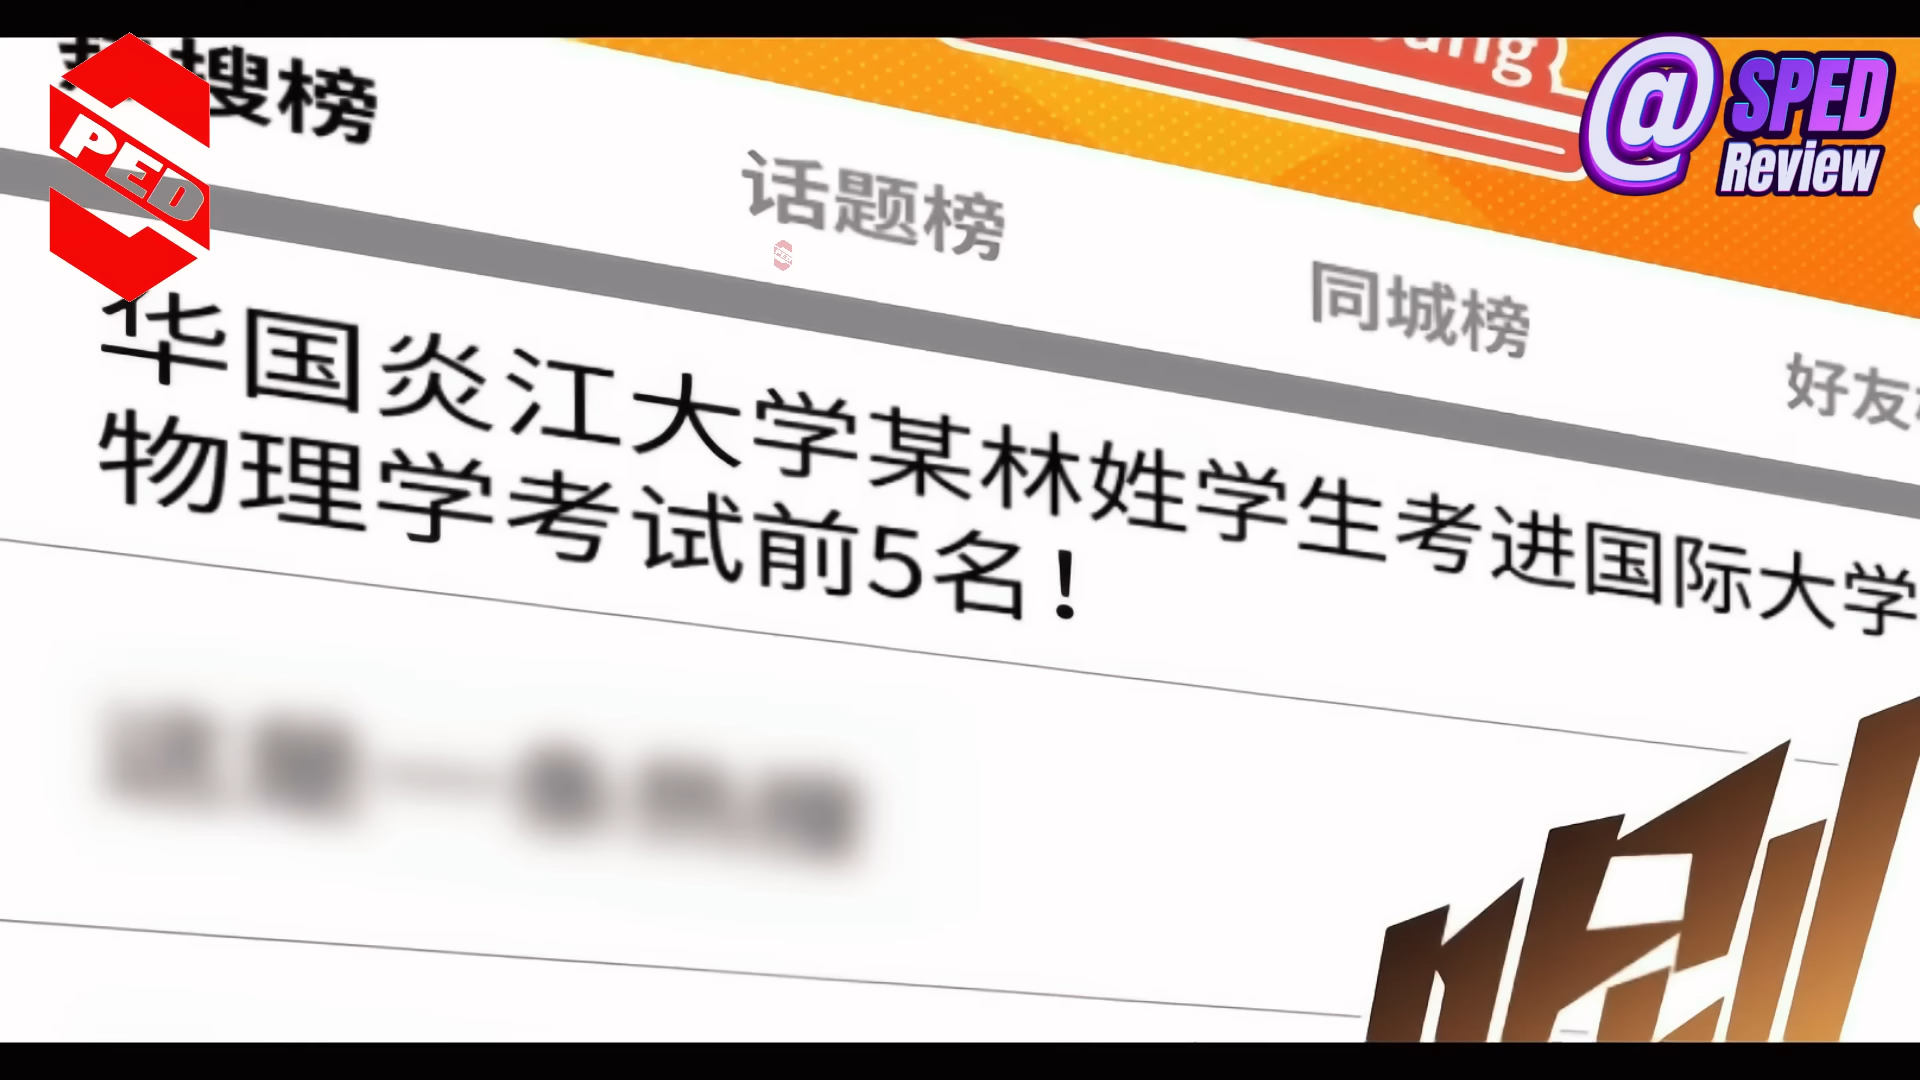 搜榜
PED
@SPED
Review
话题榜
同城榜
好友
华国炎江大学某林姓学生考进国际大学
物理学考试前5名！